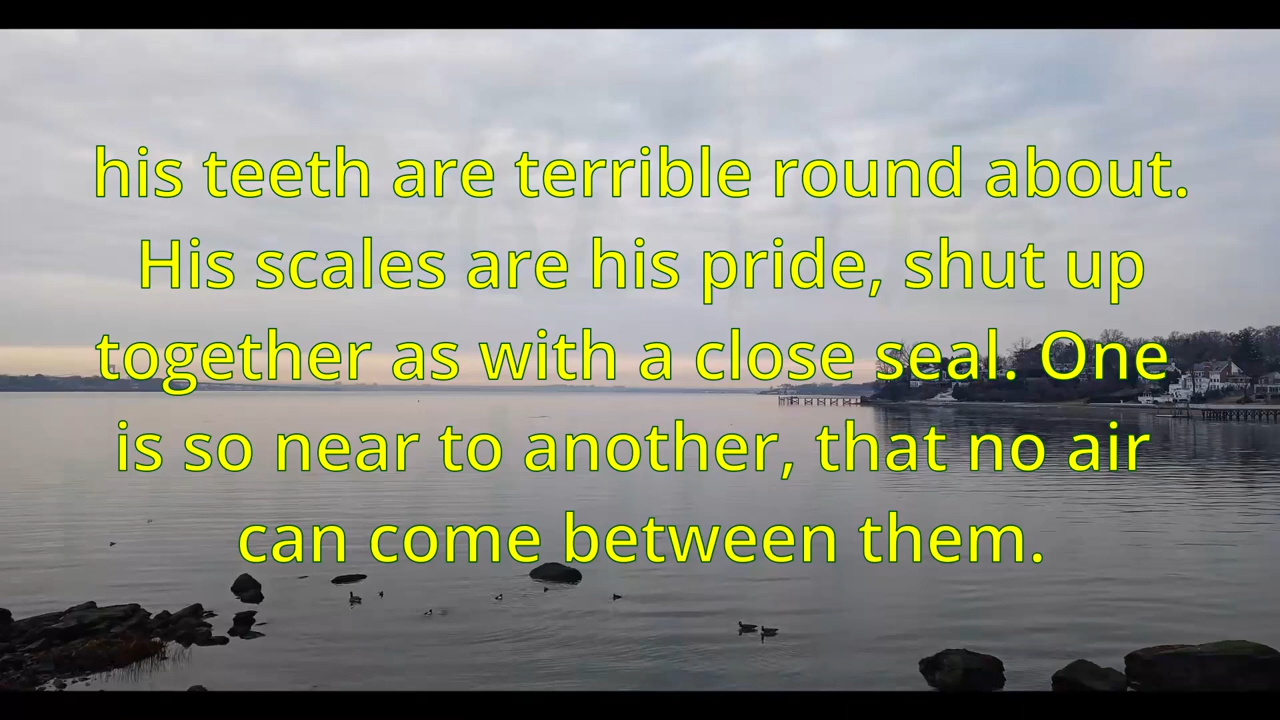 his teeth are terrible round about.
His scales are his pride, shut up
together as with a close seal. One
is so near to another, that no air
can come between them.